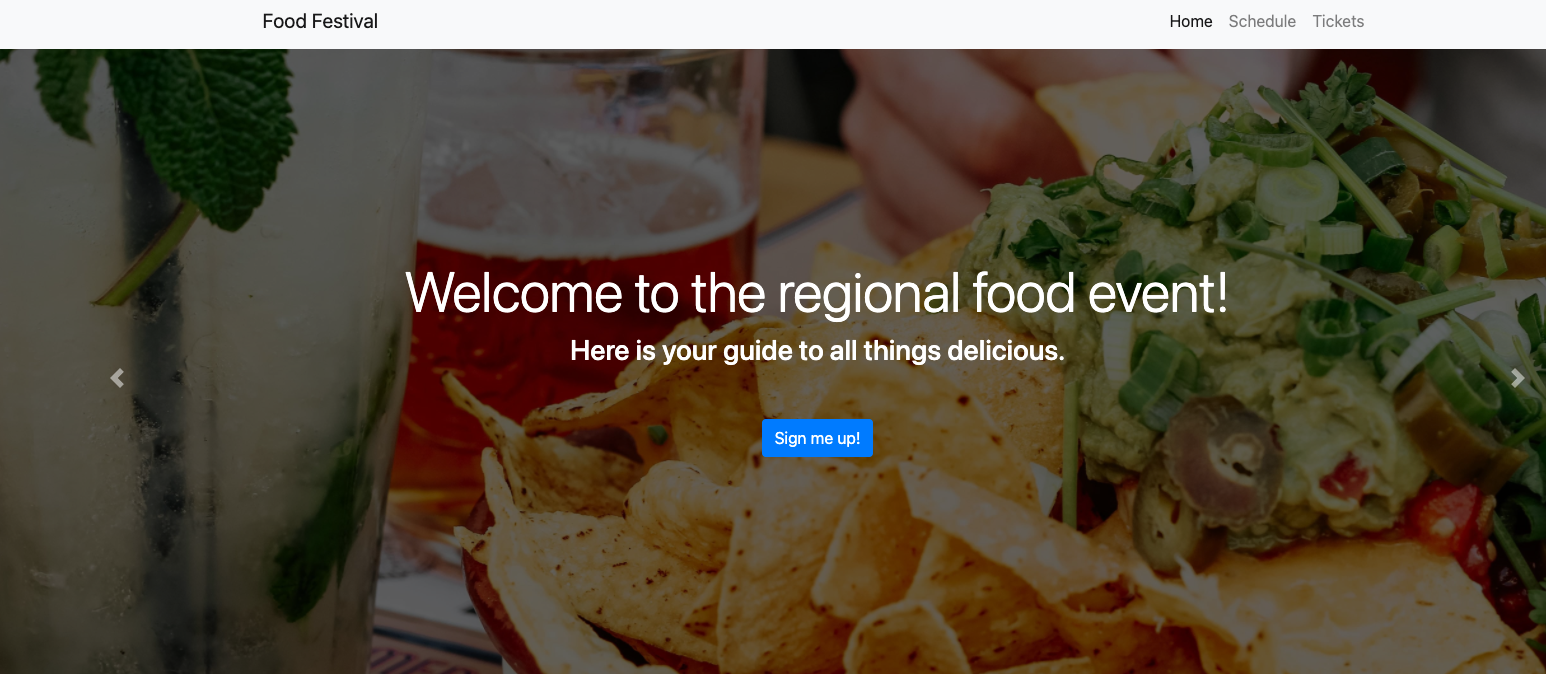 Food Festival
Home Schedule Tickets
Welcome to the regional food event!
Here is your guide to all things delicious.
Sign me up!